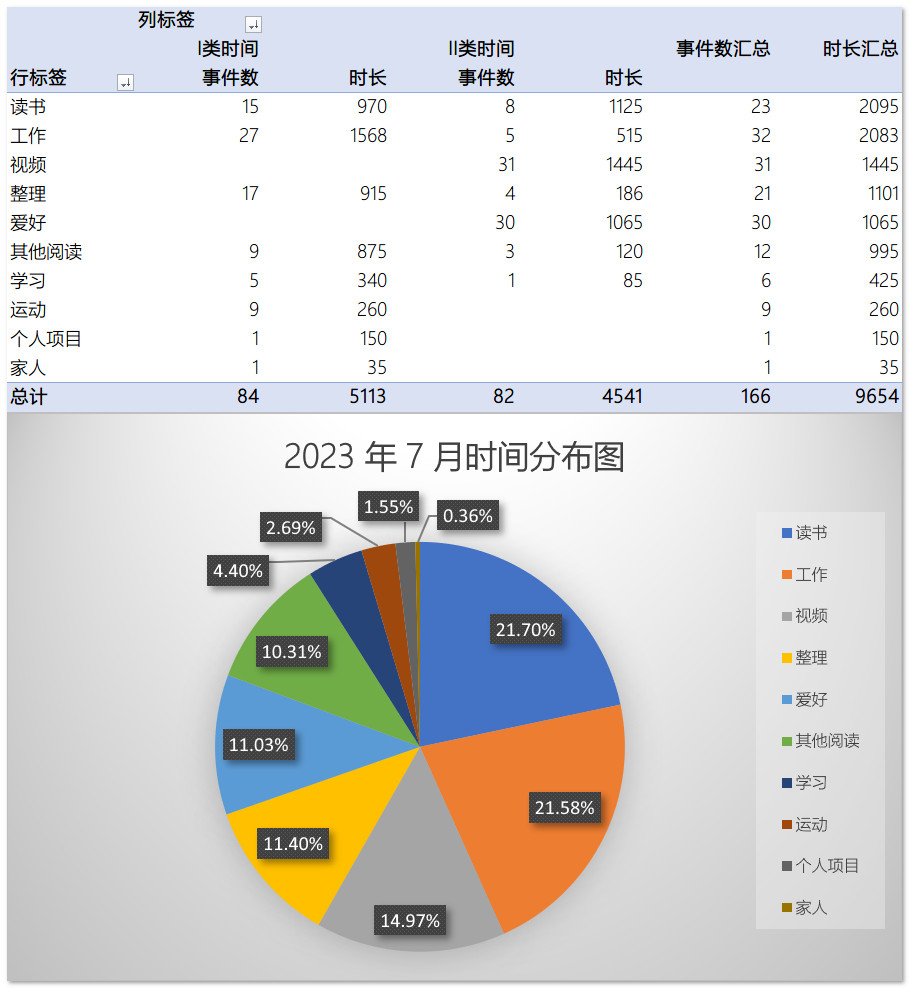 列标签
I类时间 II类时间 事件数汇总 时长汇总
行标签 事件数 时长 事件数 时长
读书 15 970 8 1125 23 2095
工作 27 1568 5 515 32 2083
视频 31 1445 31 1445
整理 17 915 4 186 21 1101
爱好 30 1065 30 1065
其他阅读 9 875 3 120 12 995
学习 5 340 1 85 6 425
运动 9 260 9 260
个人项目 1 150 1 150
家人 1 35 1 35
总计 84 5113 82 4541 166 9654
2023 年 7 月时间分布图
1.55%
0.36%
2.69%
4.40%
21.70%
10.31%
11.03%
21.58%
11.40%
14.97%
读书
工作
视频
整理
爱好
其他阅读
学习
运动
个人项目
家人